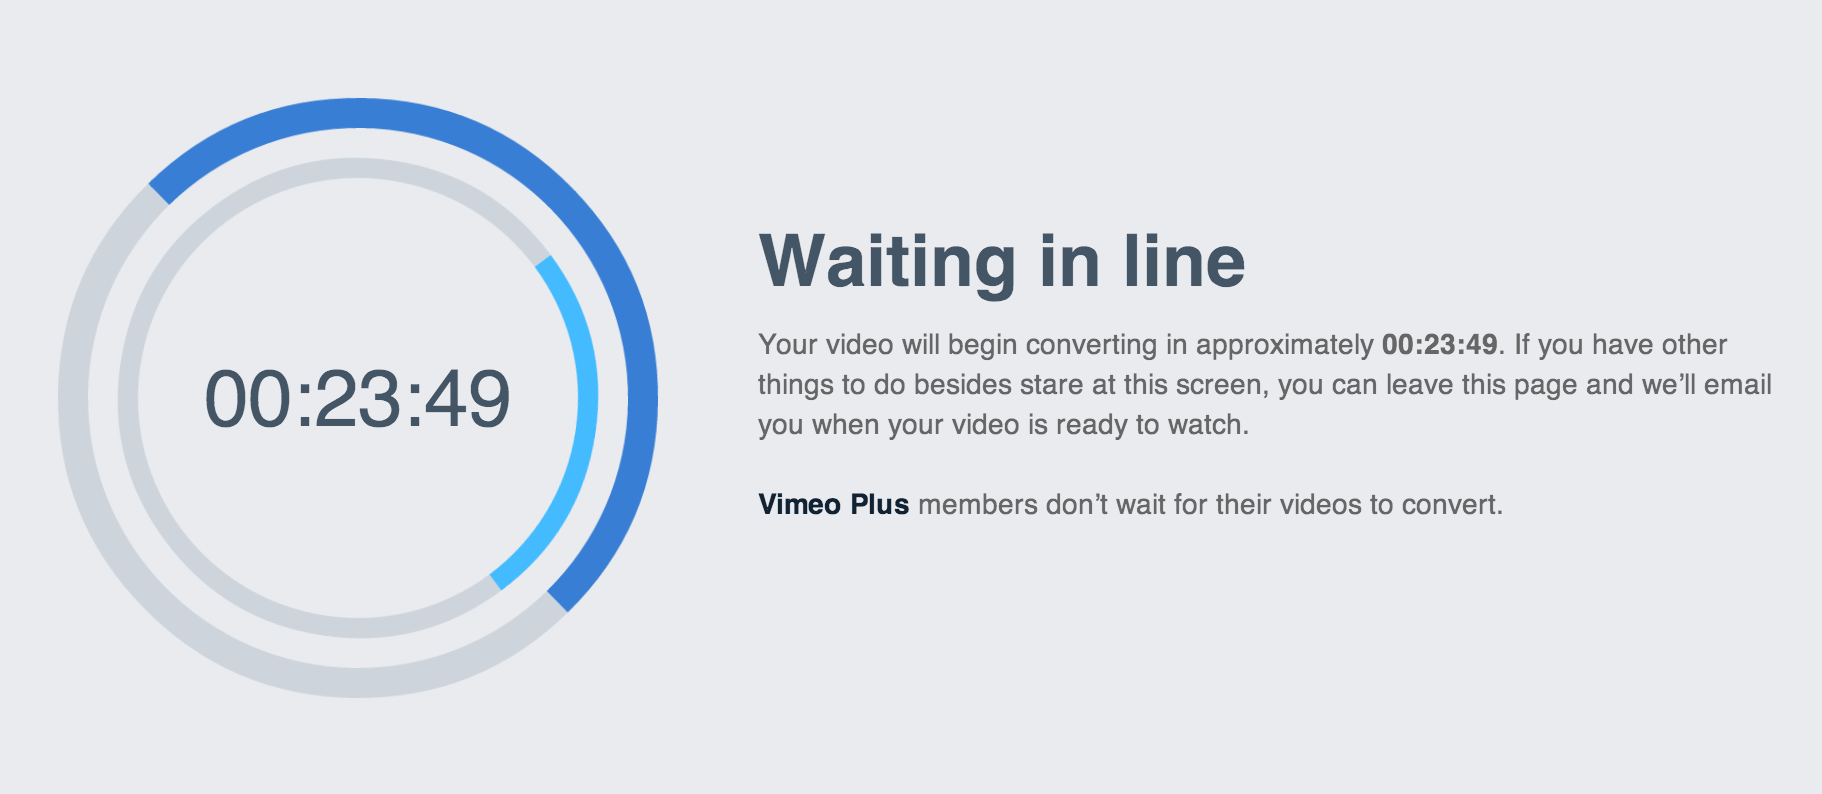 00:23:49
Waiting in line
Your video will begin converting in approximately 00:23:49. If you have other
things to do besides stare at this screen, you can leave this page and we’ll email
you when your video is ready to watch.
Vimeo Plus members don’t wait for their videos to convert.